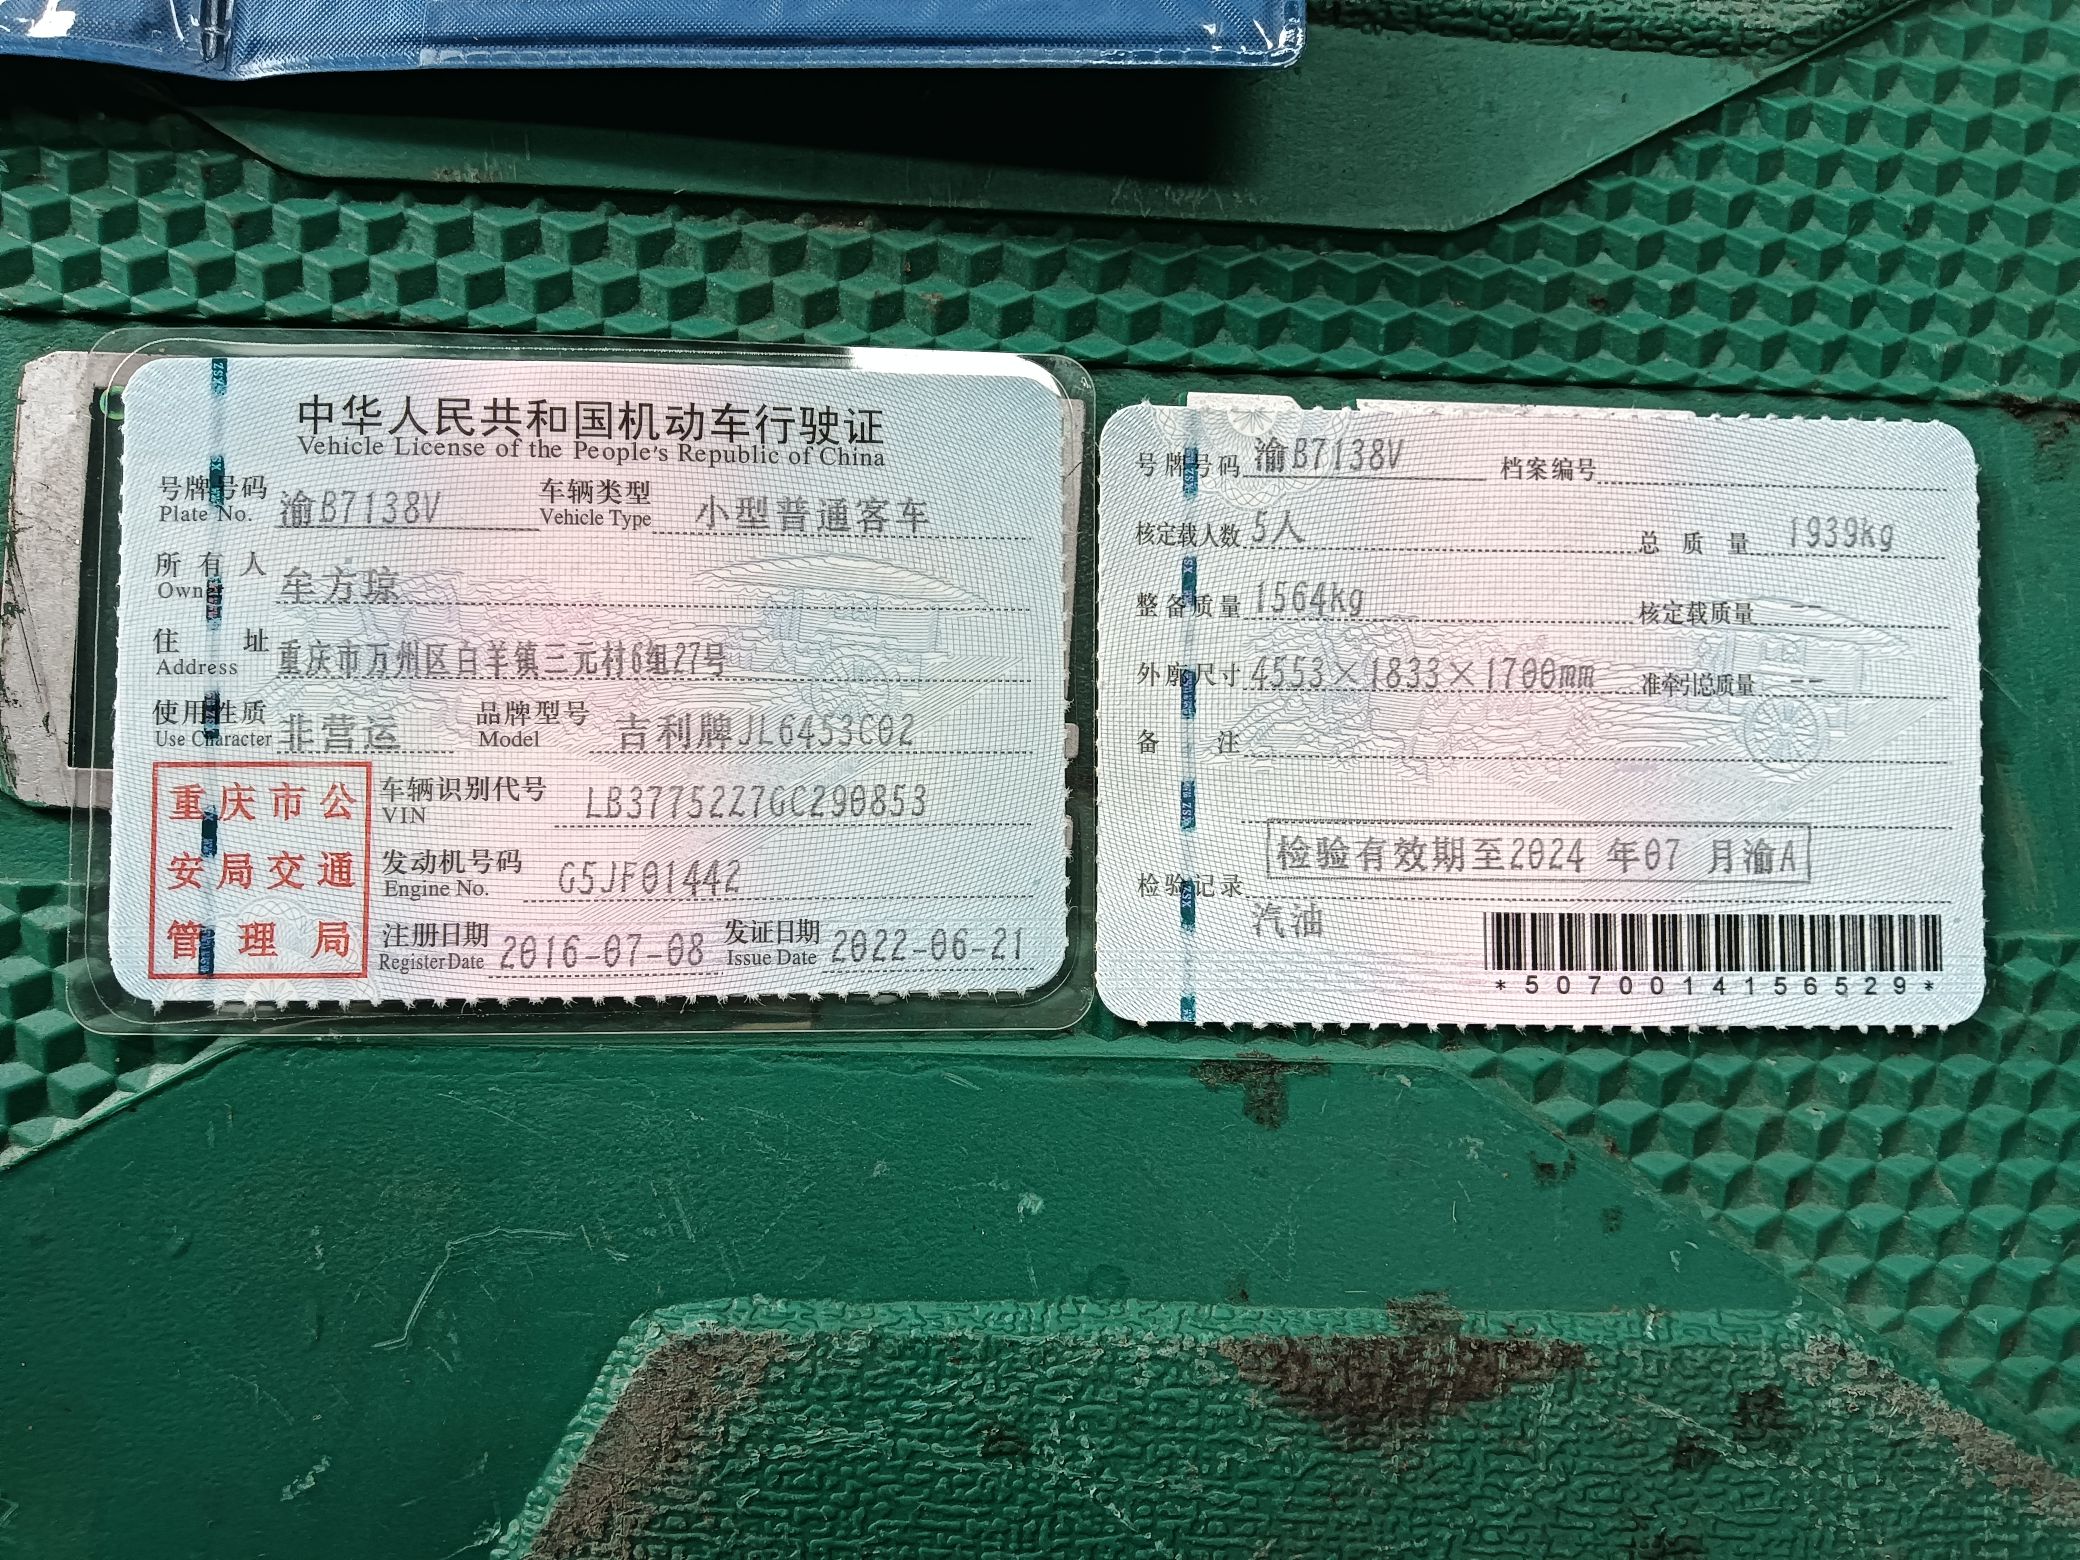 中华人民共和国机动车行驶证
Vehicle License of the People's Republic of China
号牌号码 渝B7138V 车辆类型 小型普通客车
Plate No. Vehicle Type
所有人 牟方琼
Owner
住址 重庆市万州区白羊镇三元村6组27号
Address
使用性质 非营运 品牌型号 吉利牌JL6453C02
Use Character Model
重庆市公安局交通管理局
车辆识别代号 LB37752Z7GC290853
VIN
发动机号码 G5JF01442
Engine No.
注册日期 2016-07-08 发证日期 2022-06-21
Register Date Issue Date
号牌号码 渝B7138V 档案编号
核定载人数 5人 总质量 1939kg
整备质量 1564kg 核定载质量 --
外廓尺寸 4553×1833×1700mm 准牵引总质量 --
备注
检验有效期至2024 年07 月渝A
检验记录
汽油
*5070014156529*